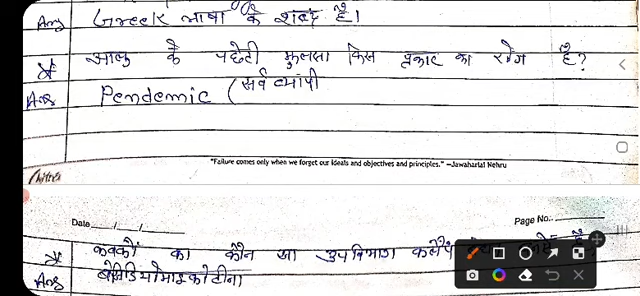 Ans Greek भाषा के शब्द है।
* आलू के पछेती झुलसा किस प्रकार का रोग है?
Ans Pendemic (सर्व व्यापी
"Failure comes only when we forget our ideals and objectives and principles." –Jawaharlal Nehru
Date / /
Page No..
* कवकों का कौन सा उपविभाग
Ans बेसिडियोमाइकोटीना